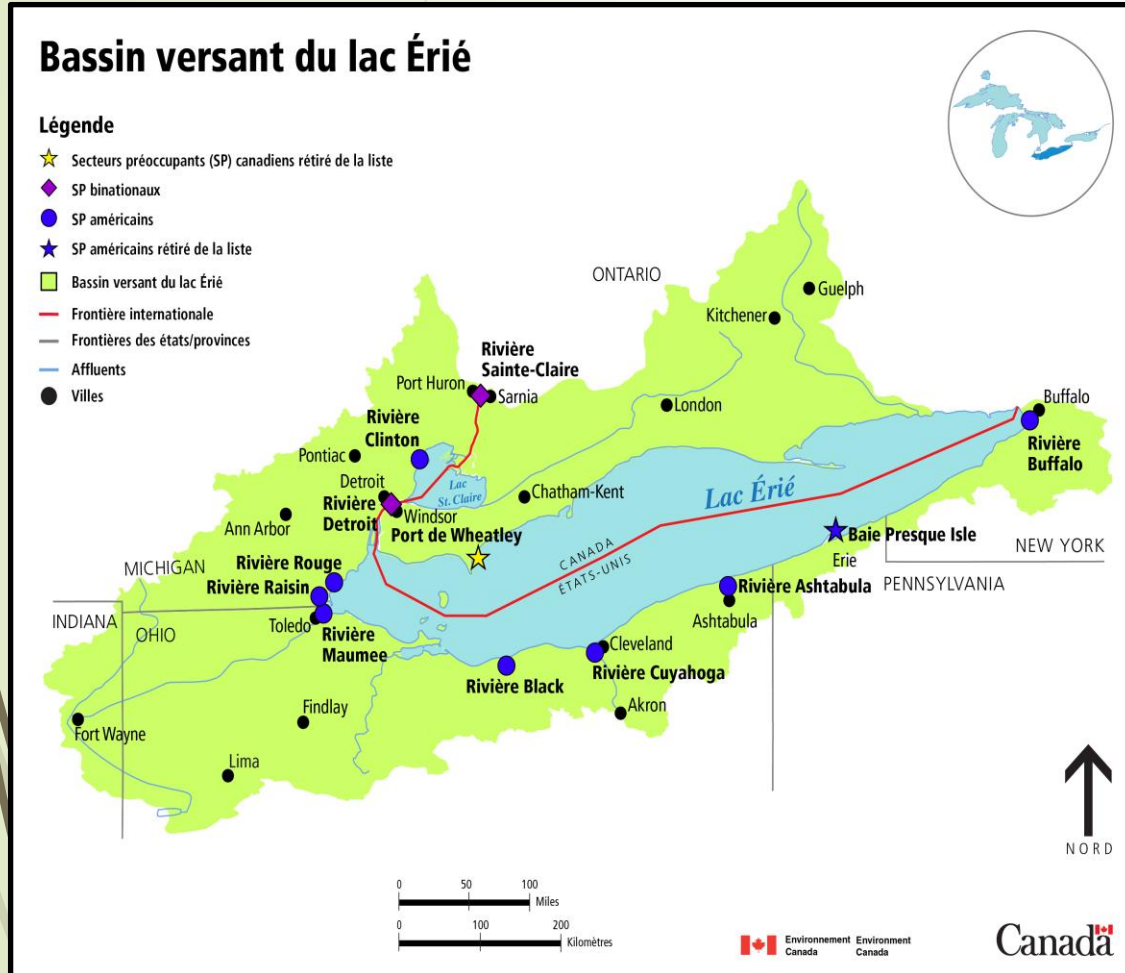 Bassin versant du lac Érié
Légende
Secteurs préoccupants (SP) canadiens rétiré de la liste
SP binationaux
SP américains
SP américains rétiré de la liste
Bassin versant du lac Érié
Frontière internationale
Frontières des états/provinces
Affluents
Villes
ONTARIO
Guelph
Kitchener
Rivière
Sainte-Claire
Port Huron
Sarnia
London
Buffalo
Rivière
Buffalo
Rivière
Clinton
Pontiac
Lac
St. Claire
Detroit
Rivière
Detroit
Windsor
Chatham-Kent
Lac Érié
Ann Arbor
Port de Wheatley
Baie Presque Isle
Erie
NEW YORK
PENNSYLVANIA
CANADA
ÉTATS-UNIS
MICHIGAN
Rivière Rouge
Rivière Raisin
Rivière Ashtabula
Ashtabula
INDIANA
OHIO
Toledo
Rivière
Maumee
Cleveland
Rivière Cuyahoga
Rivière Black
Akron
Findlay
Fort Wayne
Lima
NORD
0 50 100
Miles
0 100 200
Kilomètres
Environnement Environment
Canada Canada
Canada